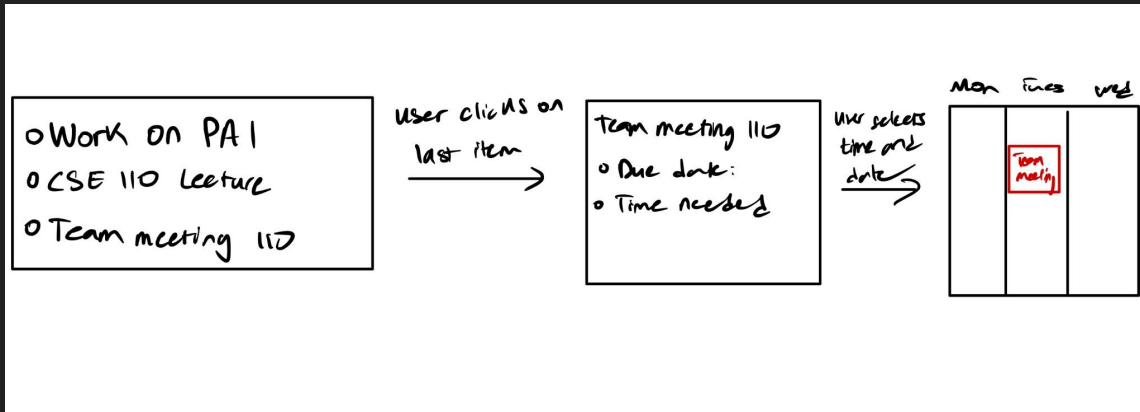 o Work on PA1
o CSE 110 Lecture
o Team meeting 110
user clicks on
last item
Team meeting 110
o Due date:
o Time needed
User selects
time and
date
Mon Tues Wed
Team
meeting